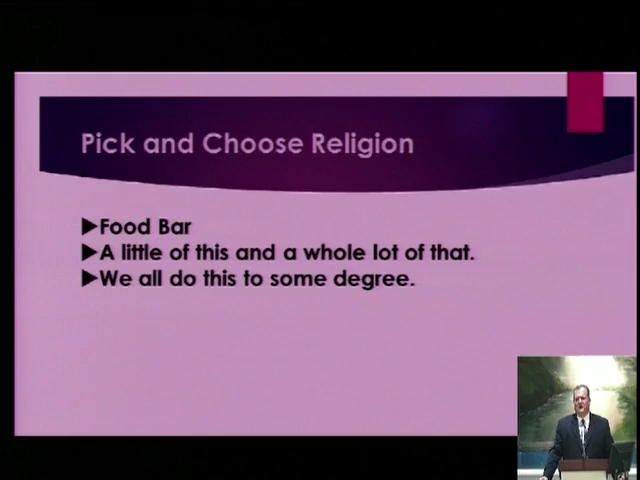 Pick and Choose Religion
▶Food Bar
▶A little of this and a whole lot of that.
▶We all do this to some degree.